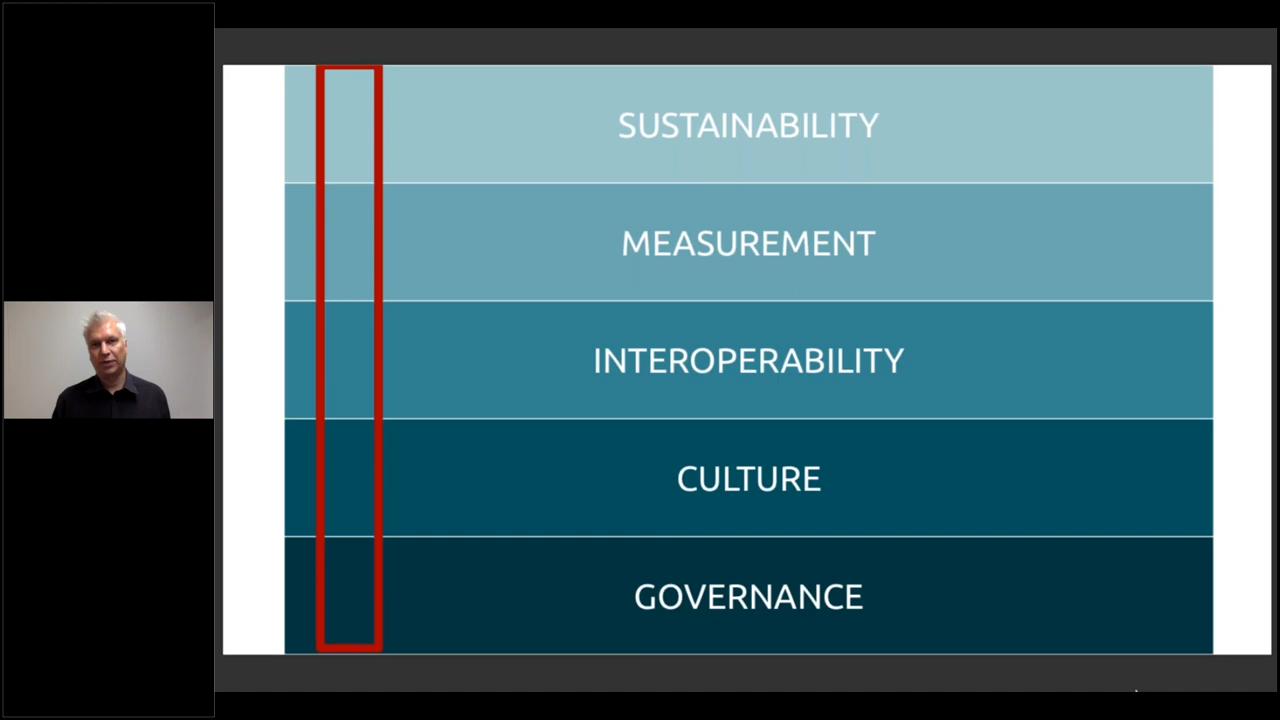 SUSTAINABILITY
MEASUREMENT
INTEROPERABILITY
CULTURE
GOVERNANCE